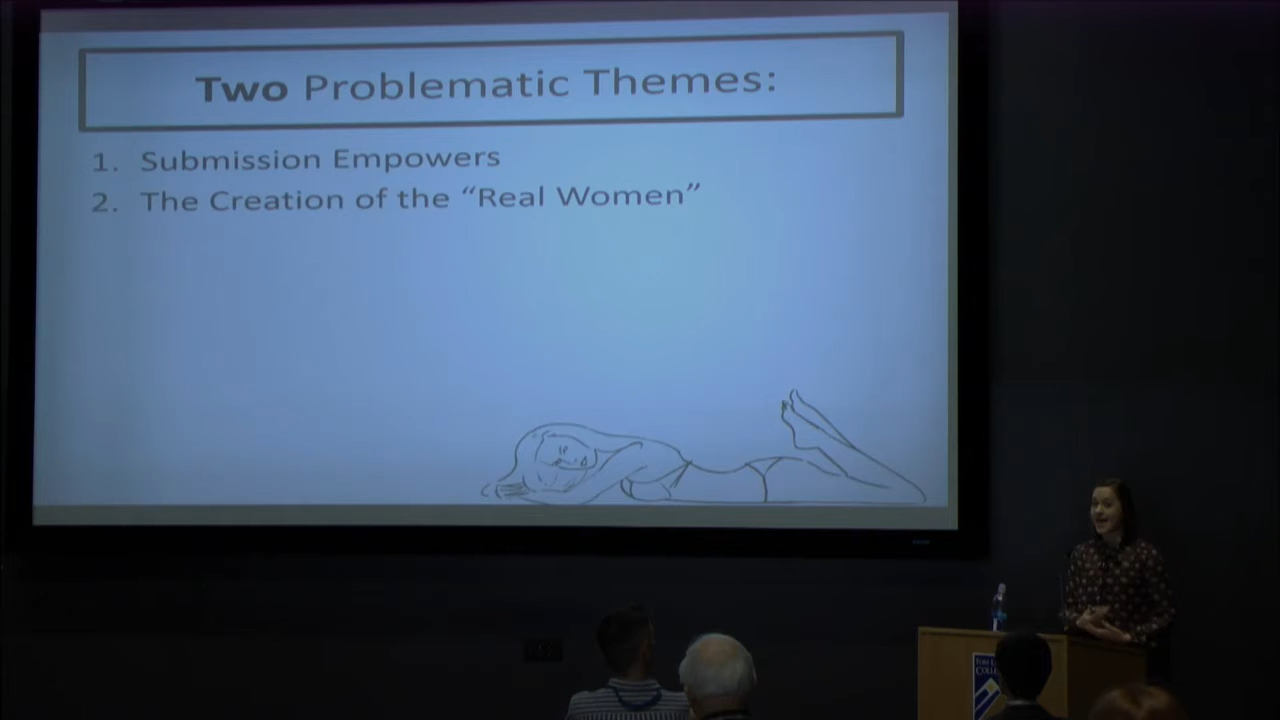 Two Problematic Themes:
1. Submission Empowers
2. The Creation of the “Real Women”